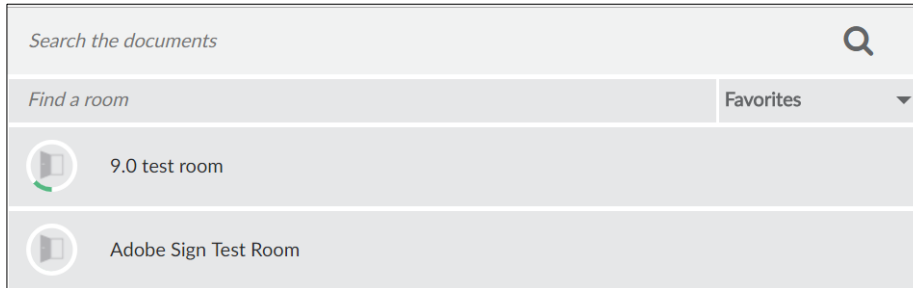 Search the documents
Find a room Favorites
9.0 test room
Adobe Sign Test Room